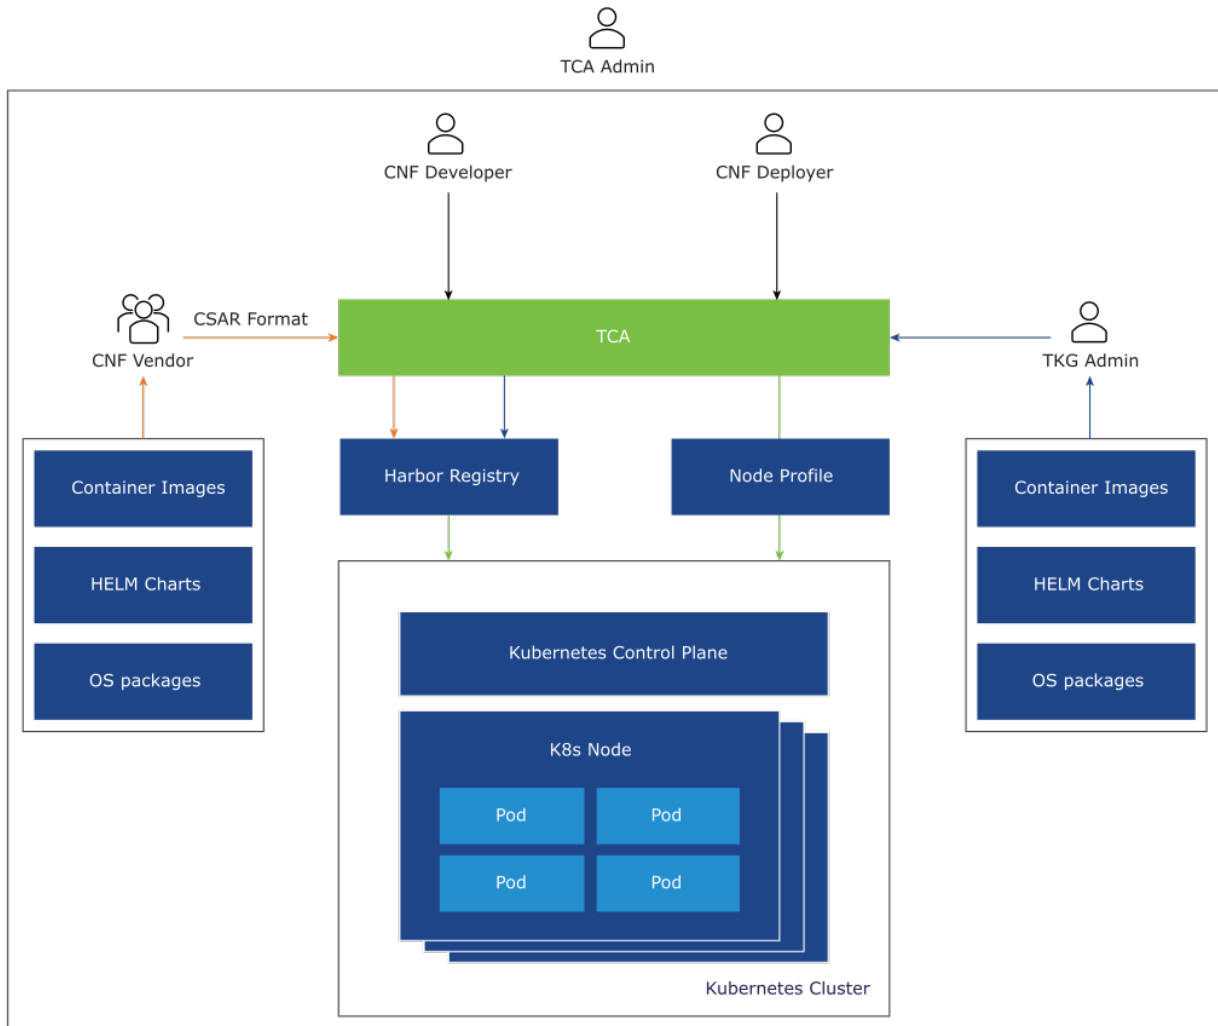 TCA Admin
CNF Developer
CNF Deployer
CSAR Format
CNF Vendor
TCA
TKG Admin
Container Images
HELM Charts
OS packages
Harbor Registry
Node Profile
Container Images
HELM Charts
OS packages
Kubernetes Control Plane
K8s Node
Pod
Pod
Pod
Pod
Kubernetes Cluster